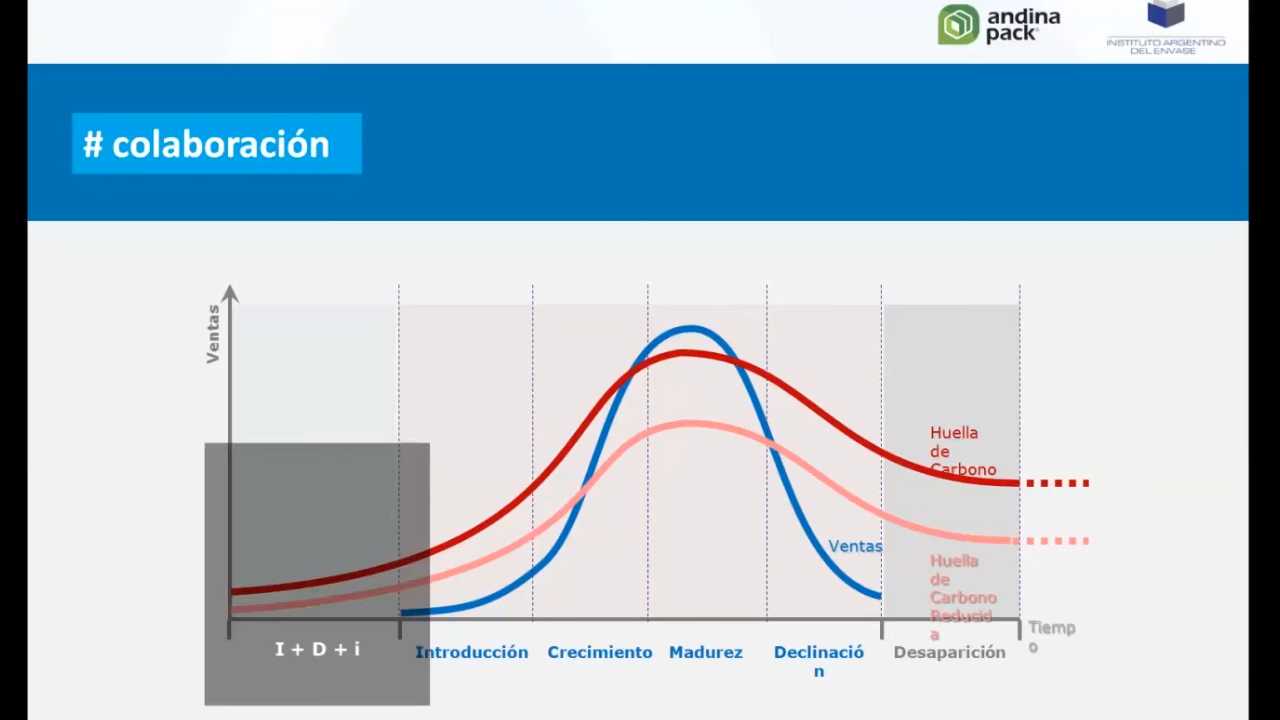 andina
pack
INSTITUTO ARGENTINO
DEL ENVASE
# colaboración
Ventas
Huella
de
Carbono
Ventas
Huella
de
Carbono
Reducid
a
Tiemp
o
I + D + i
Introducción
Crecimiento
Madurez
Declinació
n
Desaparición